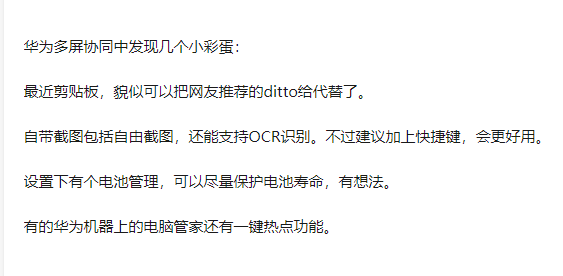 华为多屏协同中发现几个小彩蛋：
最近剪贴板，貌似可以把网友推荐的ditto给代替了。
自带截图包括自由截图，还能支持OCR识别。不过建议加上快捷键，会更好用。
设置下有个电池管理，可以尽量保护电池寿命，有想法。
有的华为机器上的电脑管家还有一键热点功能。